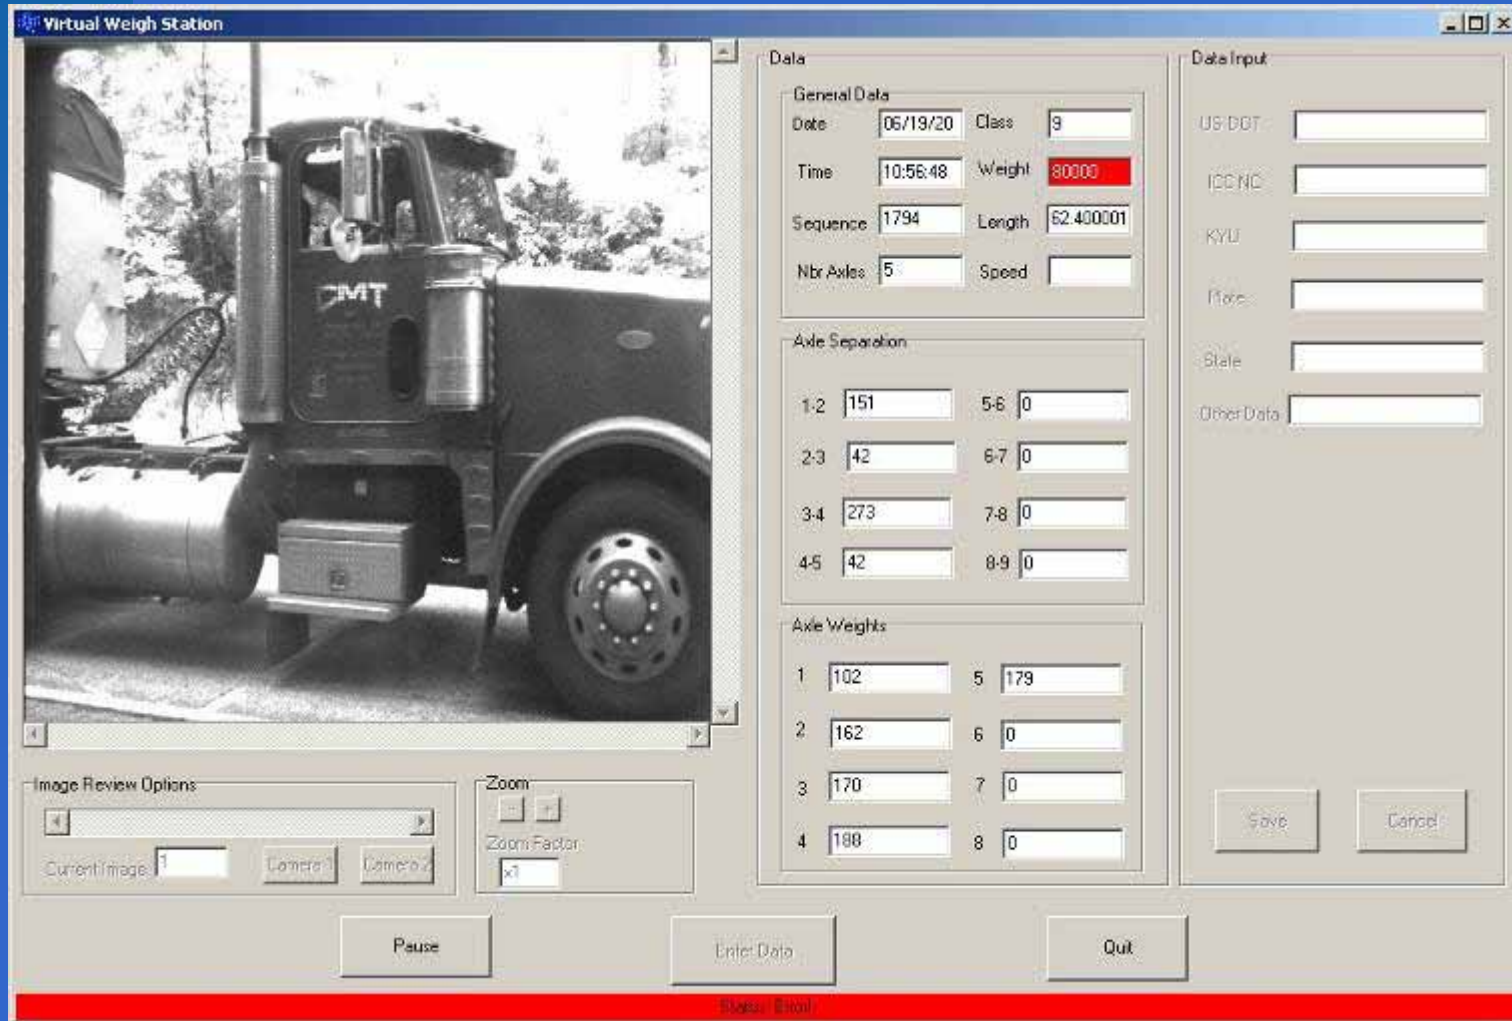 Virtual Weigh Station
CMT
Data
General Data
Date 06/19/20 Class 9
Time 10:56:48 Weight 80000
Sequence 1794 Length 62.400001
Nbr Axles 5 Speed
Axle Separation
1-2 151 5-6 0
2-3 42 6-7 0
3-4 273 7-8 0
4-5 42 8-9 0
Axle Weights
1 102 5 179
2 162 6 0
3 170 7 0
4 188 8 0
Data Input
US DOT
KYU
Plate
State
Other Data
Save Cancel
Image Review Options
Current Image 1 Camera 1 Camera 2
Zoom
- +
Zoom Factor
x1
Pause Enter Data Quit